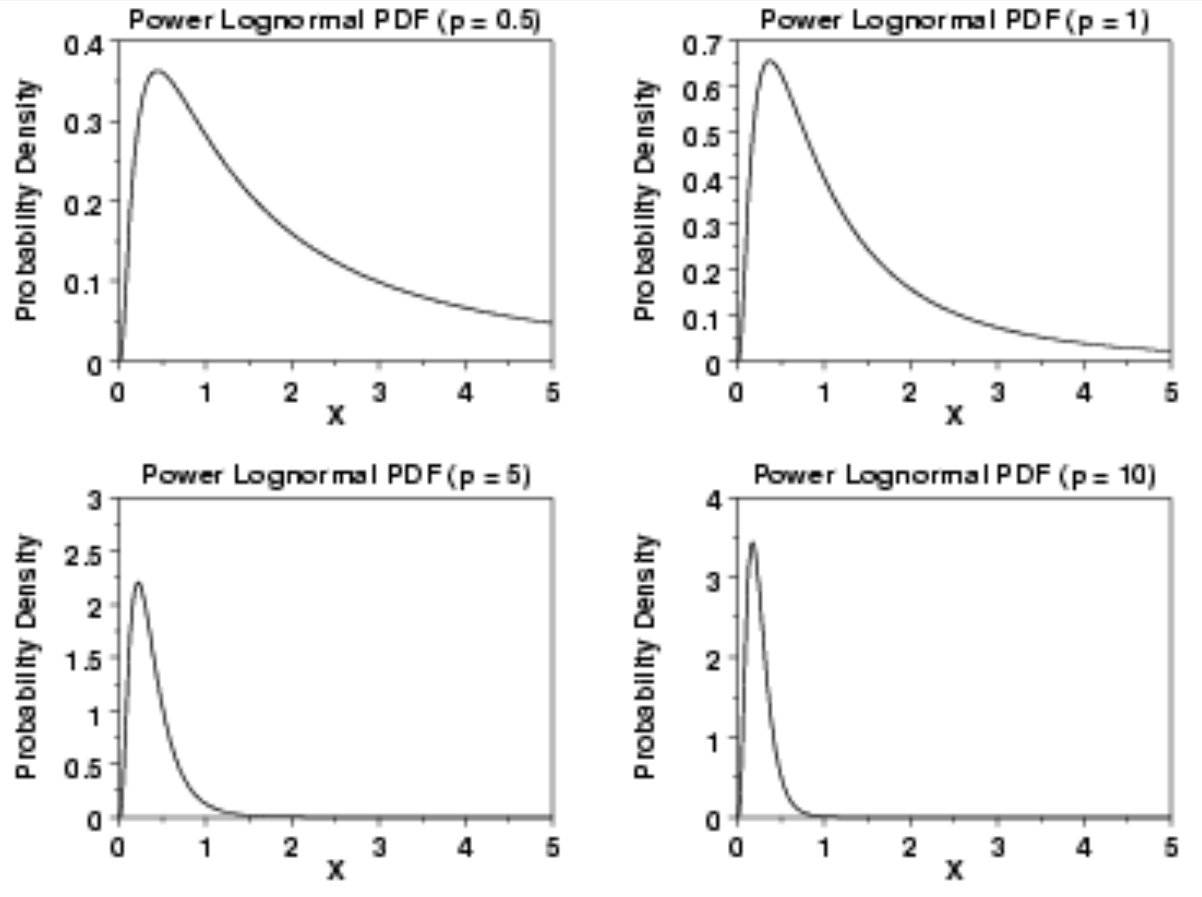 Power Lognormal PDF (p = 0.5)
Probability Density
0.4
0.3
0.2
0.1
0
0 1 2 3 4 5
X
Power Lognormal PDF (p = 1)
Probability Density
0.7
0.6
0.5
0.4
0.3
0.2
0.1
0
0 1 2 3 4 5
X
Power Lognormal PDF (p = 5)
Probability Density
3
2.5
2
1.5
1
0.5
0
0 1 2 3 4 5
X
Power Lognormal PDF (p = 10)
Probability Density
4
3
2
1
0
0 1 2 3 4 5
X